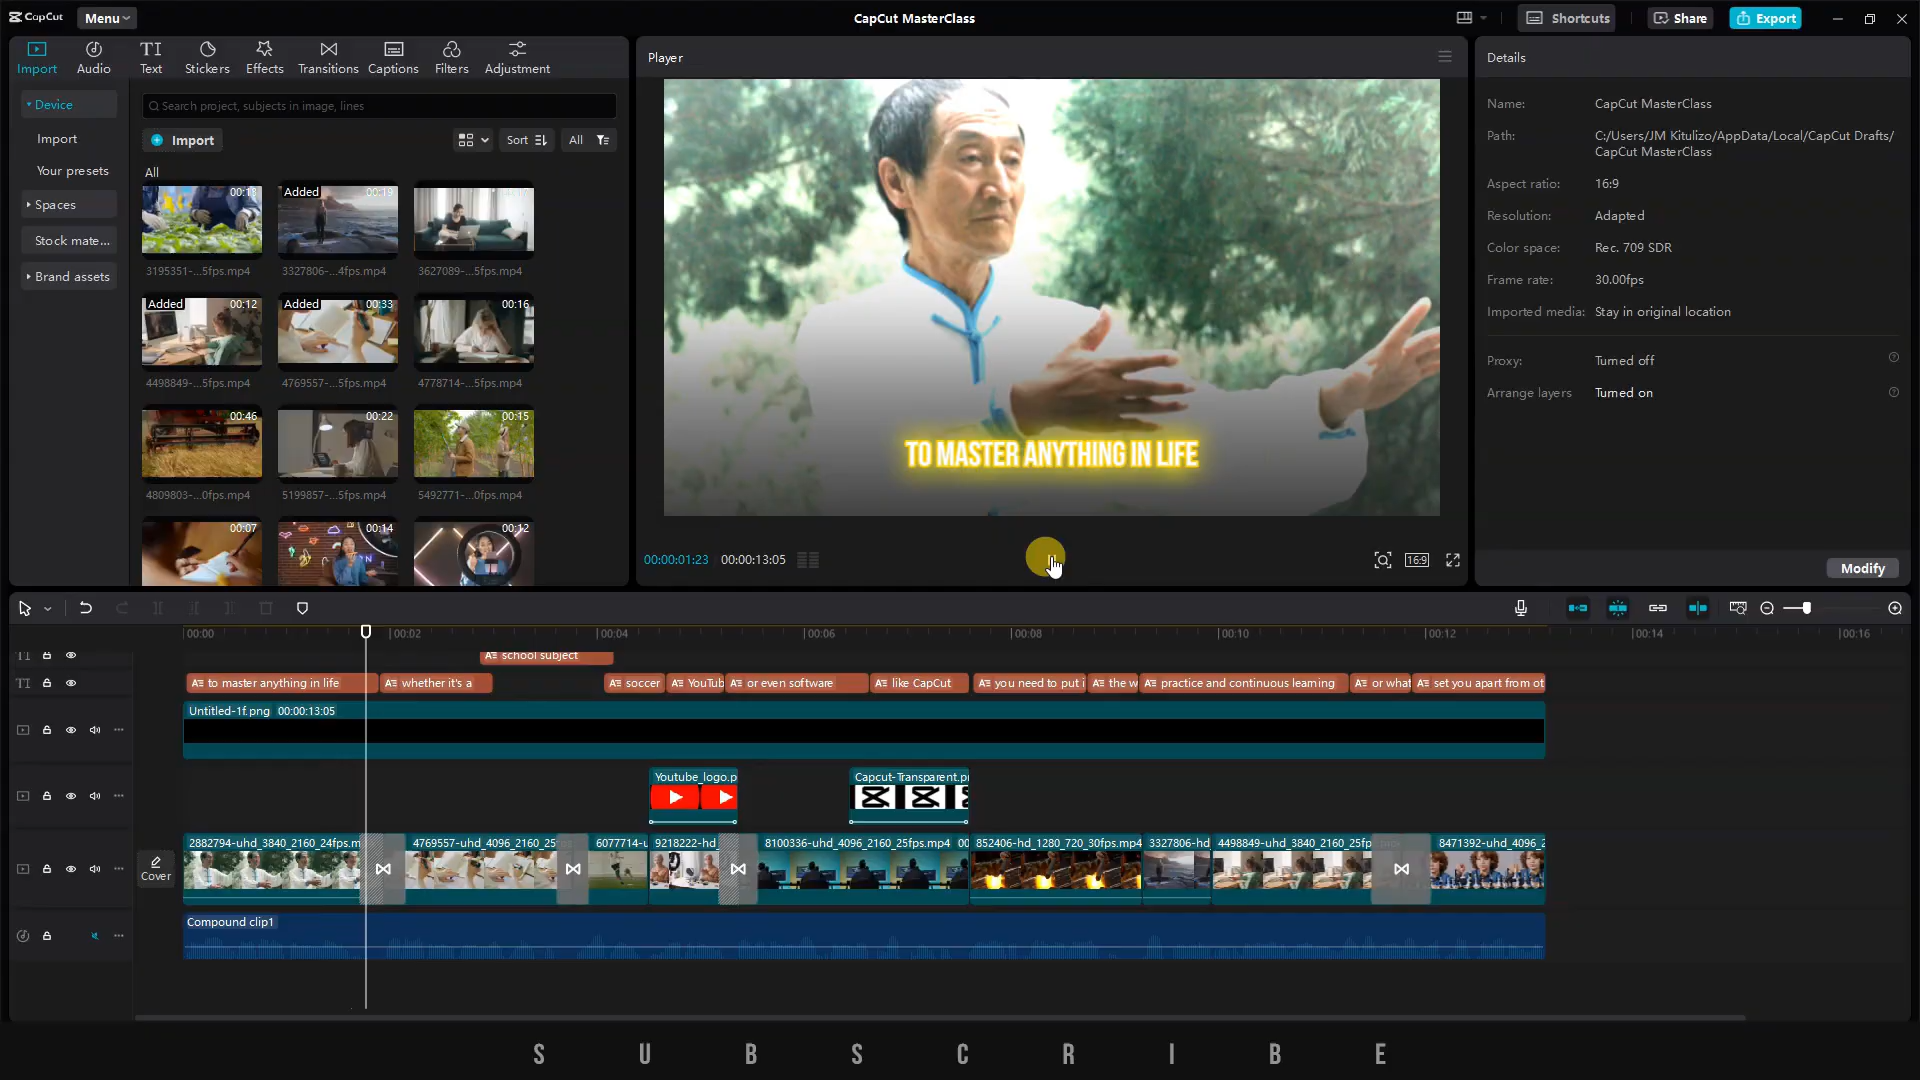 CapCut
Menu
CapCut MasterClass
Shortcuts
Share
Export
Import
Audio
TI
Text
Stickers
Effects
Transitions
Captions
Filters
Adjustment
Device
Import
Your presets
Spaces
Stock mate...
Brand assets
Search project, subjects in image, lines
Import
Sort
All
All
00:13
Added
00:19
3195351-...5fps.mp4
3327806-...4fps.mp4
3627089-...5fps.mp4
Added
00:12
Added
00:33
00:16
4498849-...5fps.mp4
4769557-...5fps.mp4
4778714-...5fps.mp4
00:46
00:22
00:15
4809803-...0fps.mp4
5199857-...5fps.mp4
5492771-...0fps.mp4
00:07
00:14
00:12
Player
TO MASTER ANYTHING IN LIFE
00:00:01:23
00:00:13:05
16:9
Details
Name:
CapCut MasterClass
Path:
C:/Users/JM Kitulizo/AppData/Local/CapCut Drafts/
CapCut MasterClass
Aspect ratio:
16:9
Resolution:
Adapted
Color space:
Rec. 709 SDR
Frame rate:
30.00fps
Imported media:
Stay in original location
Proxy:
Turned off
Arrange layers
Turned on
Modify
00:00
00:02
00:04
00:06
00:08
00:10
00:12
00:14
00:16
TI
A school subject
TI
A to master anything in life
A whether it's a
A soccer
A YouTub
A or even software
A like CapCut
A you need to put i
A the w
A practice and continuous learning
A or what
A set you apart from ot
Untitled-1f.png 00:00:13:05
Youtube_logo.p
Capcut-Transparent.pn
Cover
2882794-uhd_3840_2160_24fps.m
4769557-uhd_4096_2160_25
6077714-u
9218222-hd_
8100336-uhd_4096_2160_25fps.mp4 00
852406-hd_1280_720_30fps.mp4
3327806-hd
4498849-uhd_3840_2160_25fp
8471392-uhd_4096_2
Compound clip1
S U B S C R I B E